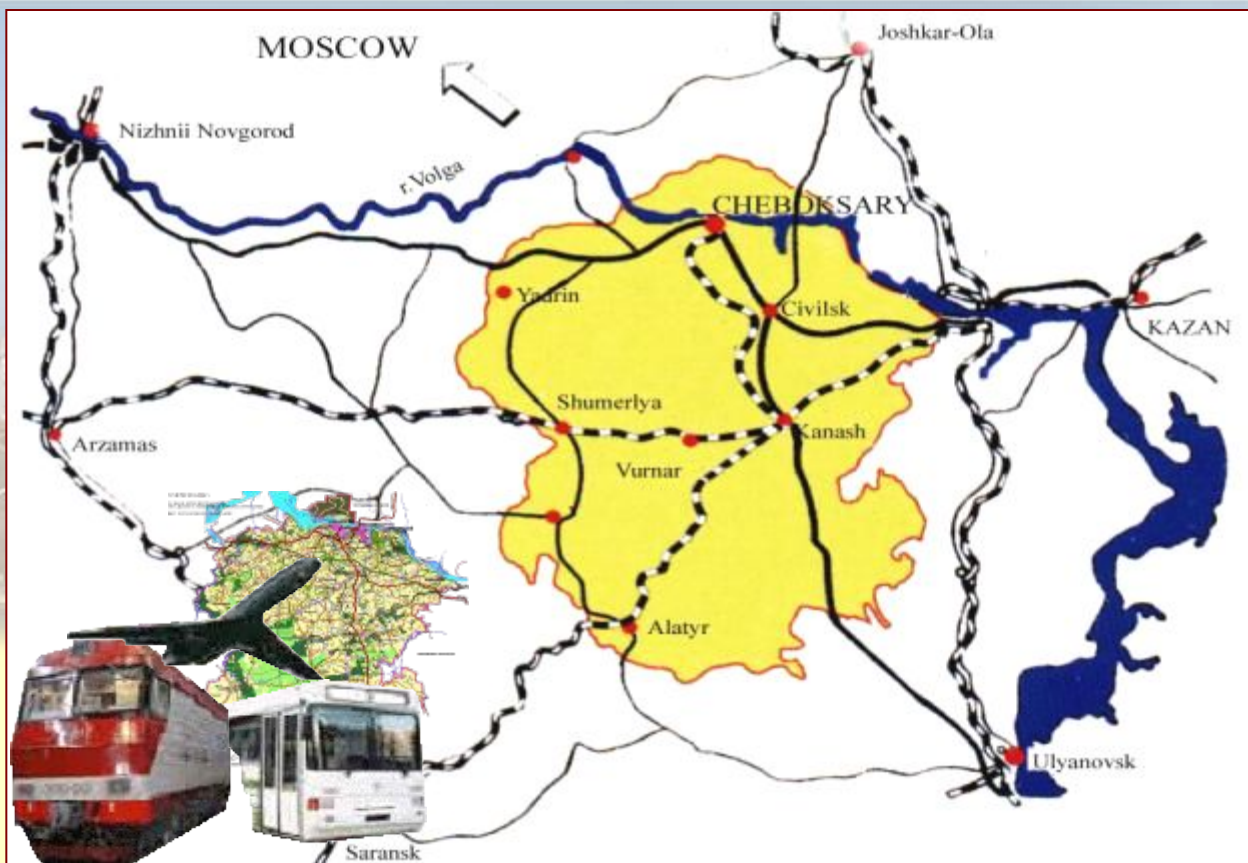 Joshkar-Ola
MOSCOW
Nizhnii Novgorod
r.Volga
CHEBOKSARY
Yadrin
Civilsk
KAZAN
Shumerlya
Kanash
Arzamas
Vurnar
Alatyr
Ulyanovsk
Saransk